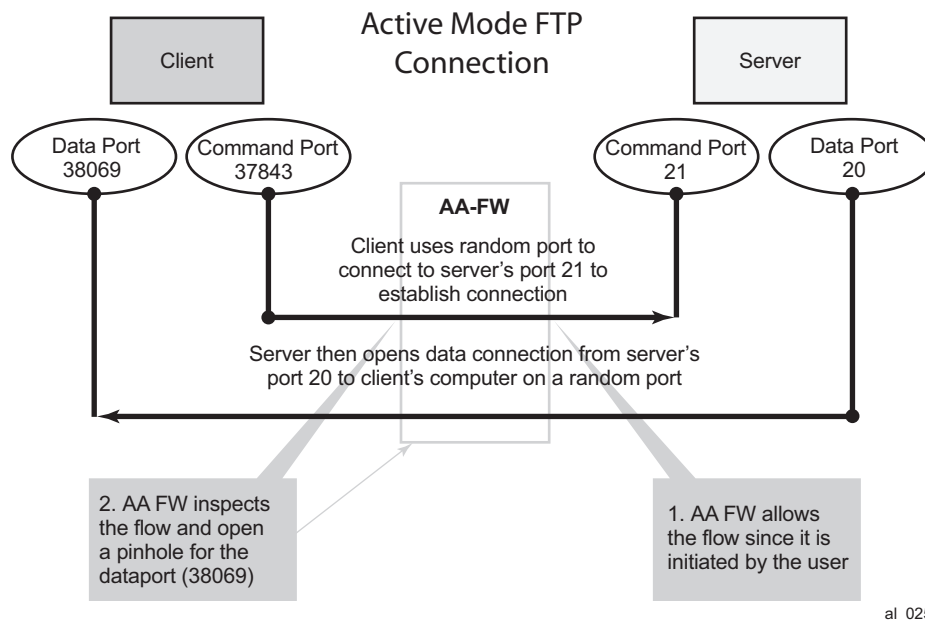 Active Mode FTP
Connection
Client
Server
Data Port
38069
Command Port
37843
Command Port
21
Data Port
20
AA-FW
Client uses random port to
connect to server’s port 21 to
establish connection
Server then opens data connection from server’s
port 20 to client’s computer on a random port
2. AA FW inspects
the flow and open
a pinhole for the
dataport (38069)
1. AA FW allows
the flow since it is
initiated by the user